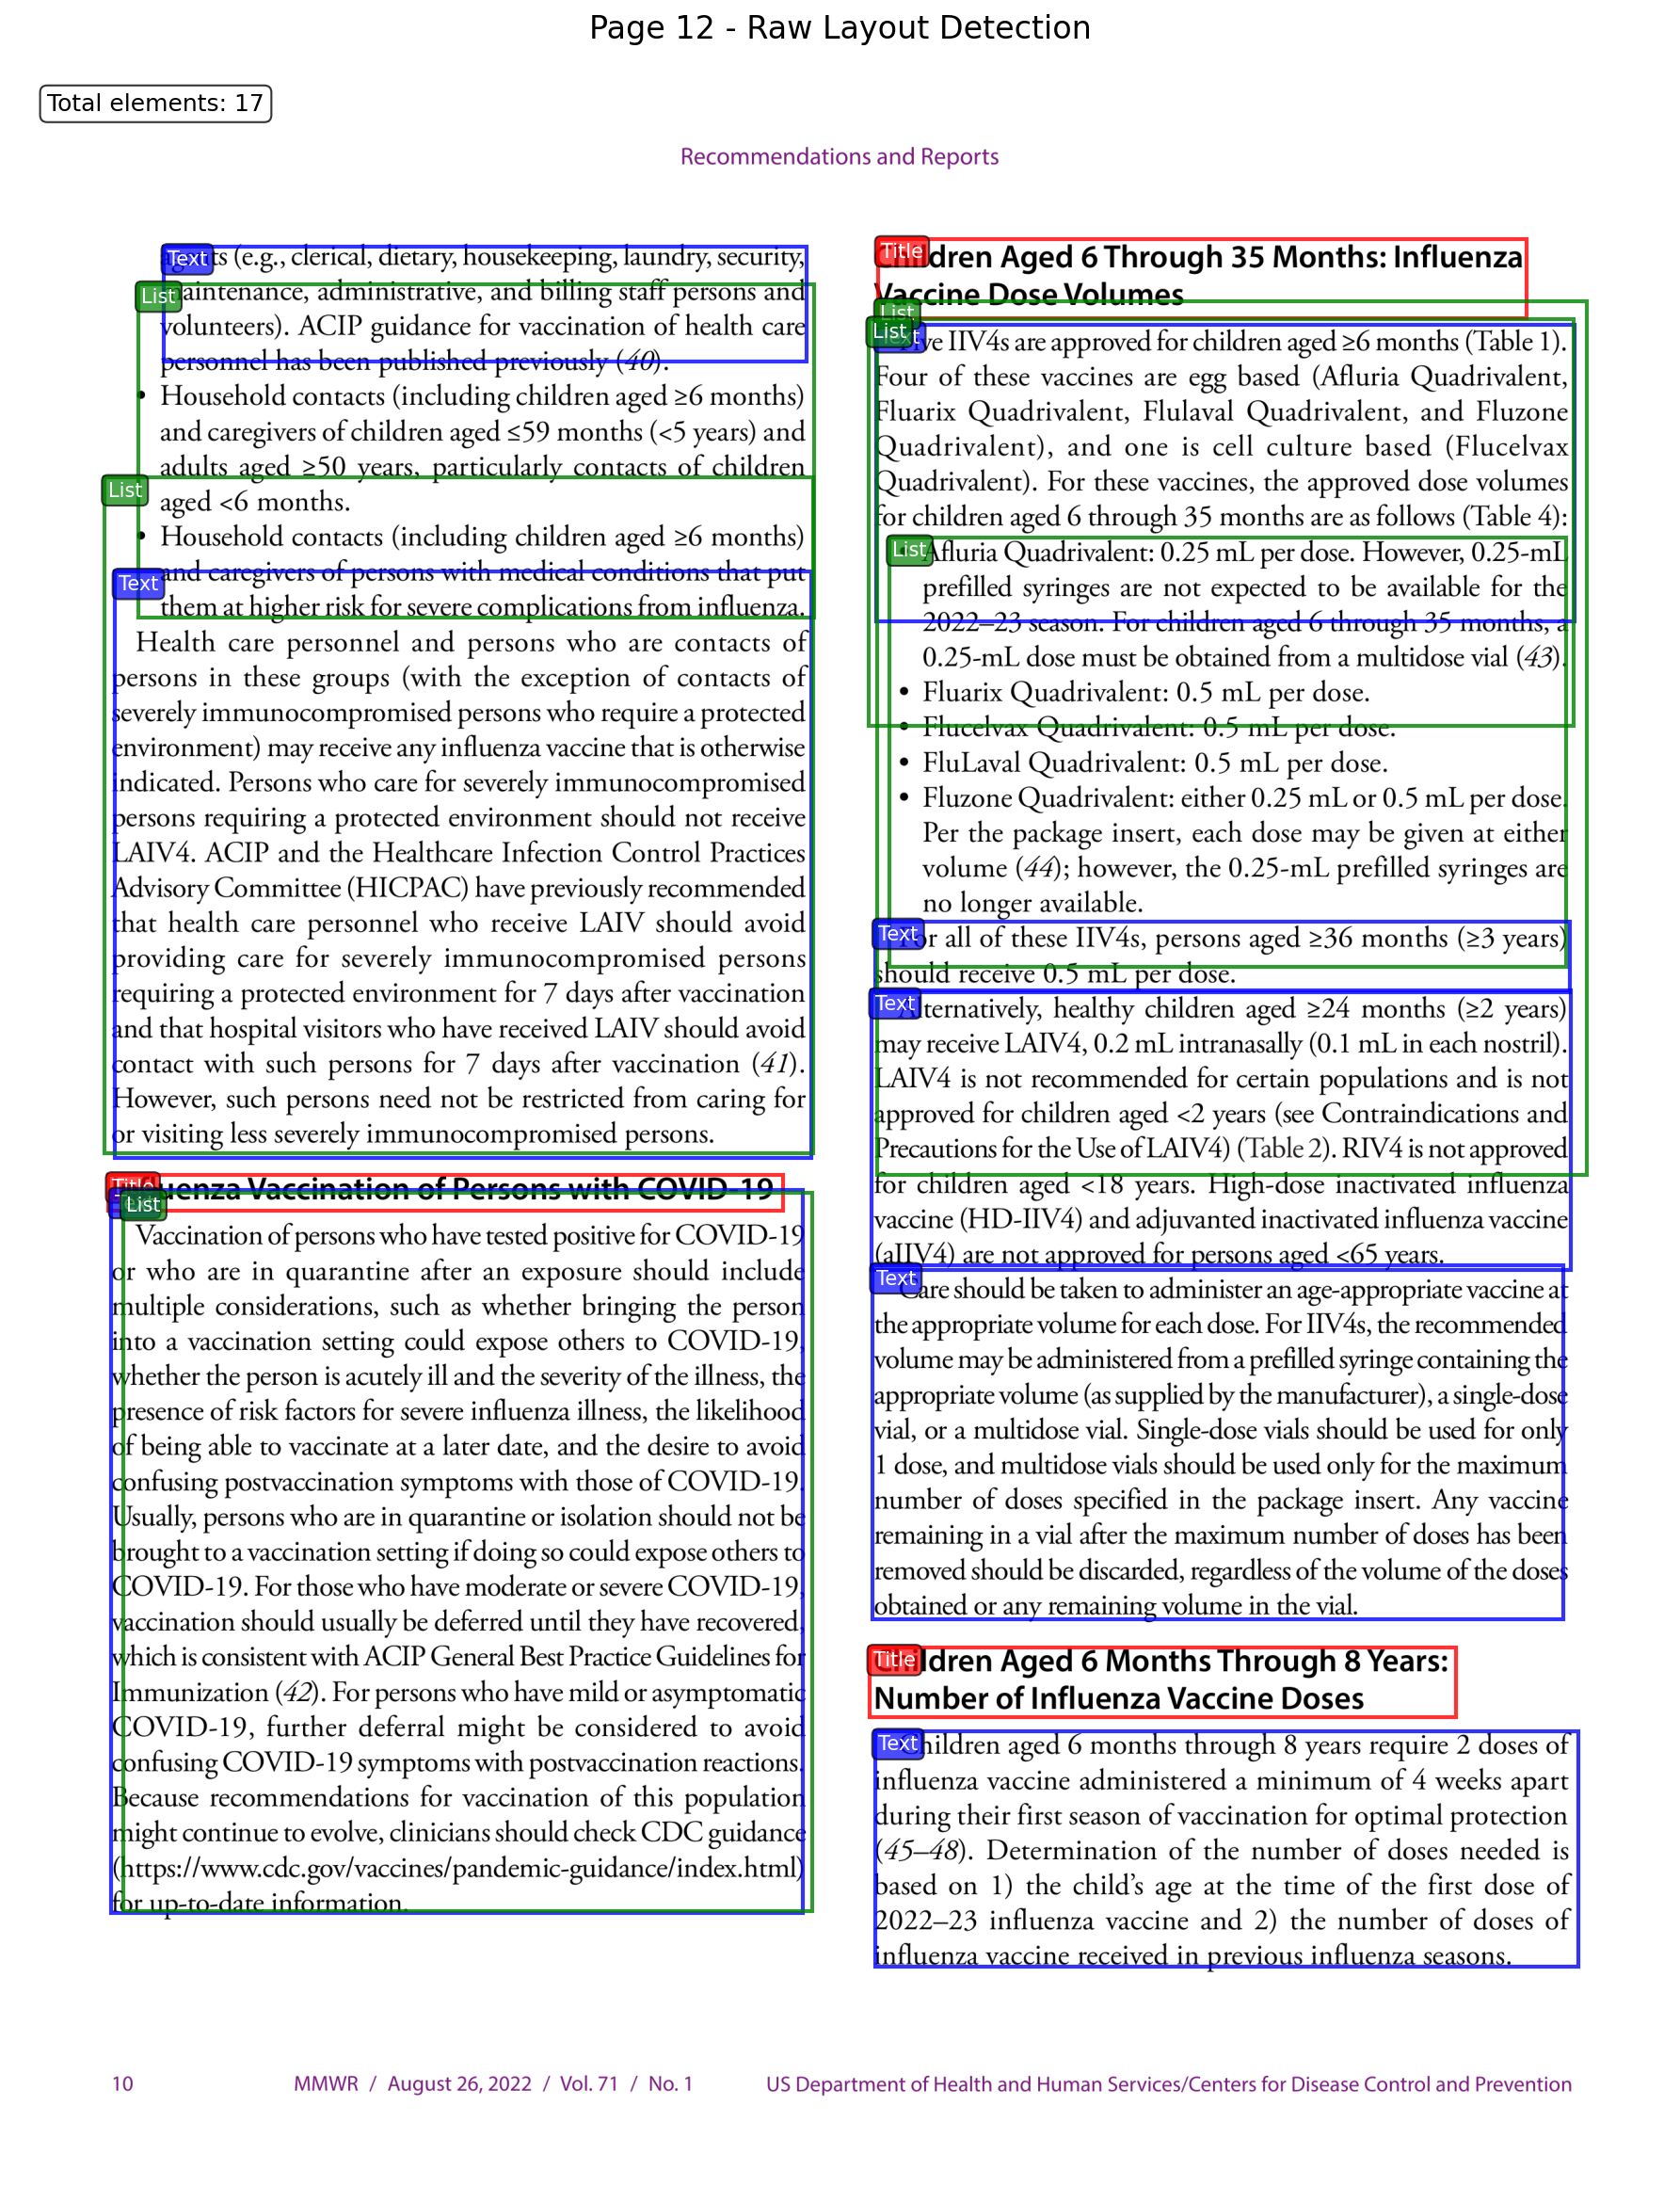 Page 12 - Raw Layout Detection
Total elements: 17
Recommendations and Reports
Text
ts (e.g., clerical, dietary, housekeeping, laundry, security,
List
aintenance, administrative, and billing staff persons and
volunteers). ACIP guidance for vaccination of health care
personnel has been published previously (40).
• Household contacts (including children aged ≥6 months)
and caregivers of children aged ≤59 months (<5 years) and
adults aged ≥50 years, particularly contacts of children
List
aged <6 months.
• Household contacts (including children aged ≥6 months)
Text
and caregivers of persons with medical conditions that put
them at higher risk for severe complications from influenza.
Health care personnel and persons who are contacts of
persons in these groups (with the exception of contacts of
severely immunocompromised persons who require a protected
environment) may receive any influenza vaccine that is otherwise
indicated. Persons who care for severely immunocompromised
persons requiring a protected environment should not receive
LAIV4. ACIP and the Healthcare Infection Control Practices
Advisory Committee (HICPAC) have previously recommended
that health care personnel who receive LAIV should avoid
providing care for severely immunocompromised persons
requiring a protected environment for 7 days after vaccination
and that hospital visitors who have received LAIV should avoid
contact with such persons for 7 days after vaccination (41).
However, such persons need not be restricted from caring for
or visiting less severely immunocompromised persons.
Title
uenza Vaccination of Persons with COVID-19
List
Vaccination of persons who have tested positive for COVID-19
or who are in quarantine after an exposure should include
multiple considerations, such as whether bringing the person
into a vaccination setting could expose others to COVID-19,
whether the person is acutely ill and the severity of the illness, the
presence of risk factors for severe influenza illness, the likelihood
of being able to vaccinate at a later date, and the desire to avoid
confusing postvaccination symptoms with those of COVID-19.
Usually, persons who are in quarantine or isolation should not be
brought to a vaccination setting if doing so could expose others to
COVID-19. For those who have moderate or severe COVID-19,
vaccination should usually be deferred until they have recovered,
which is consistent with ACIP General Best Practice Guidelines for
Immunization (42). For persons who have mild or asymptomatic
COVID-19, further deferral might be considered to avoid
confusing COVID-19 symptoms with postvaccination reactions.
Because recommendations for vaccination of this population
might continue to evolve, clinicians should check CDC guidance
(https://www.cdc.gov/vaccines/pandemic-guidance/index.html)
for up-to-date information.
Title
ldren Aged 6 Through 35 Months: Influenza
Vaccine Dose Volumes
List
List
ve IIV4s are approved for children aged ≥6 months (Table 1).
Four of these vaccines are egg based (Afluria Quadrivalent,
Fluarix Quadrivalent, Flulaval Quadrivalent, and Fluzone
Quadrivalent), and one is cell culture based (Flucelvax
Quadrivalent). For these vaccines, the approved dose volumes
for children aged 6 through 35 months are as follows (Table 4):
List
Afluria Quadrivalent: 0.25 mL per dose. However, 0.25-mL
prefilled syringes are not expected to be available for the
2022–23 season. For children aged 6 through 35 months, a
0.25-mL dose must be obtained from a multidose vial (43).
• Fluarix Quadrivalent: 0.5 mL per dose.
• Flucelvax Quadrivalent: 0.5 mL per dose.
• FluLaval Quadrivalent: 0.5 mL per dose.
• Fluzone Quadrivalent: either 0.25 mL or 0.5 mL per dose.
Per the package insert, each dose may be given at either
volume (44); however, the 0.25-mL prefilled syringes are
no longer available.
Text
or all of these IIV4s, persons aged ≥36 months (≥3 years)
should receive 0.5 mL per dose.
Text
lternatively, healthy children aged ≥24 months (≥2 years)
may receive LAIV4, 0.2 mL intranasally (0.1 mL in each nostril).
LAIV4 is not recommended for certain populations and is not
approved for children aged <2 years (see Contraindications and
Precautions for the Use of LAIV4) (Table 2). RIV4 is not approved
for children aged <18 years. High-dose inactivated influenza
vaccine (HD-IIV4) and adjuvanted inactivated influenza vaccine
(aIIV4) are not approved for persons aged <65 years.
Text
Care should be taken to administer an age-appropriate vaccine at
the appropriate volume for each dose. For IIV4s, the recommended
volume may be administered from a prefilled syringe containing the
appropriate volume (as supplied by the manufacturer), a single-dose
vial, or a multidose vial. Single-dose vials should be used for only
1 dose, and multidose vials should be used only for the maximum
number of doses specified in the package insert. Any vaccine
remaining in a vial after the maximum number of doses has been
removed should be discarded, regardless of the volume of the doses
obtained or any remaining volume in the vial.
Title
ldren Aged 6 Months Through 8 Years:
Number of Influenza Vaccine Doses
Text
Children aged 6 months through 8 years require 2 doses of
influenza vaccine administered a minimum of 4 weeks apart
during their first season of vaccination for optimal protection
(45–48). Determination of the number of doses needed is
based on 1) the child's age at the time of the first dose of
2022–23 influenza vaccine and 2) the number of doses of
influenza vaccine received in previous influenza seasons.
10
MMWR / August 26, 2022 / Vol. 71 / No. 1
US Department of Health and Human Services/Centers for Disease Control and Prevention